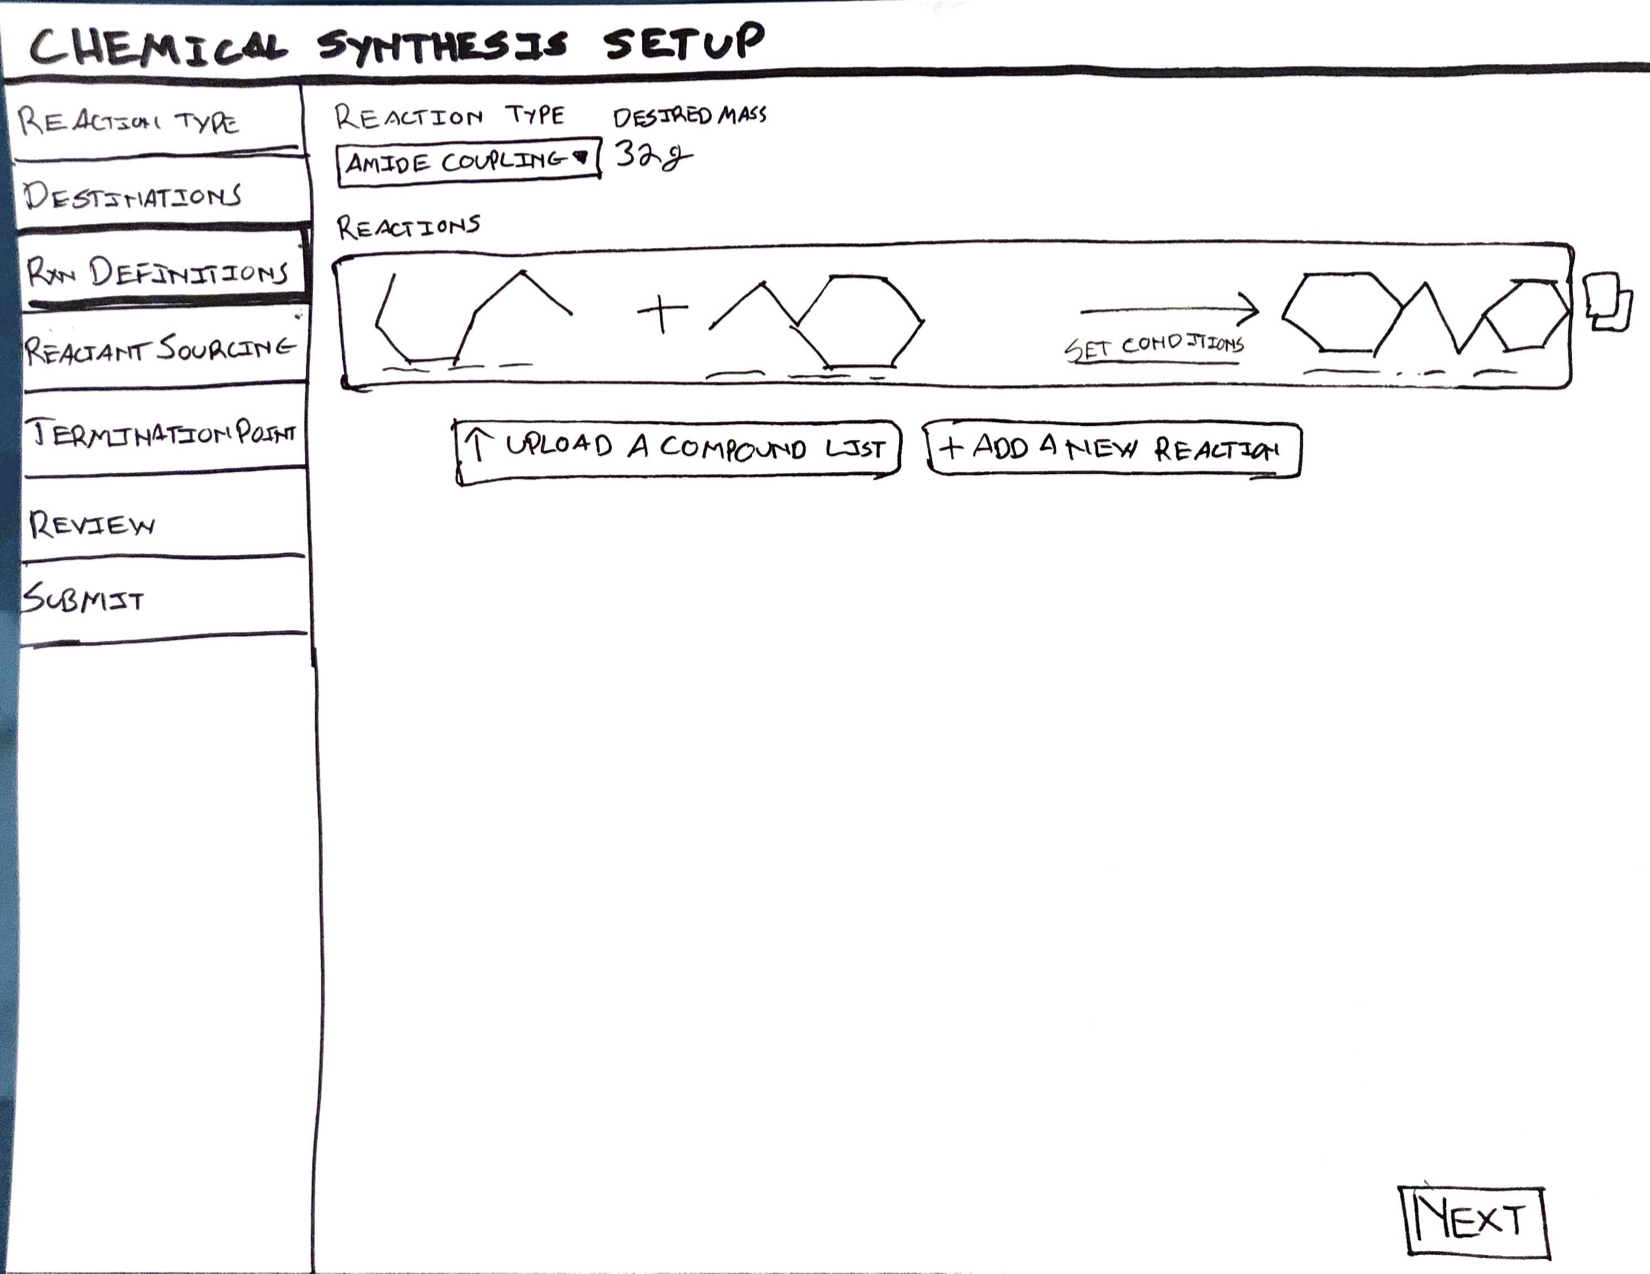 CHEMICAL SYNTHESIS SETUP
REACTION TYPE
DESTINATIONS
RXN DEFINITIONS
REACTANT SOURCING
TERMINATION POINT
REVIEW
SUBMIT
REACTION TYPE
DESIRED MASS
AMIDE COUPLING
32g
REACTIONS
+
SET CONDITIONS
↑ UPLOAD A COMPOUND LIST
+ ADD A NEW REACTION
NEXT